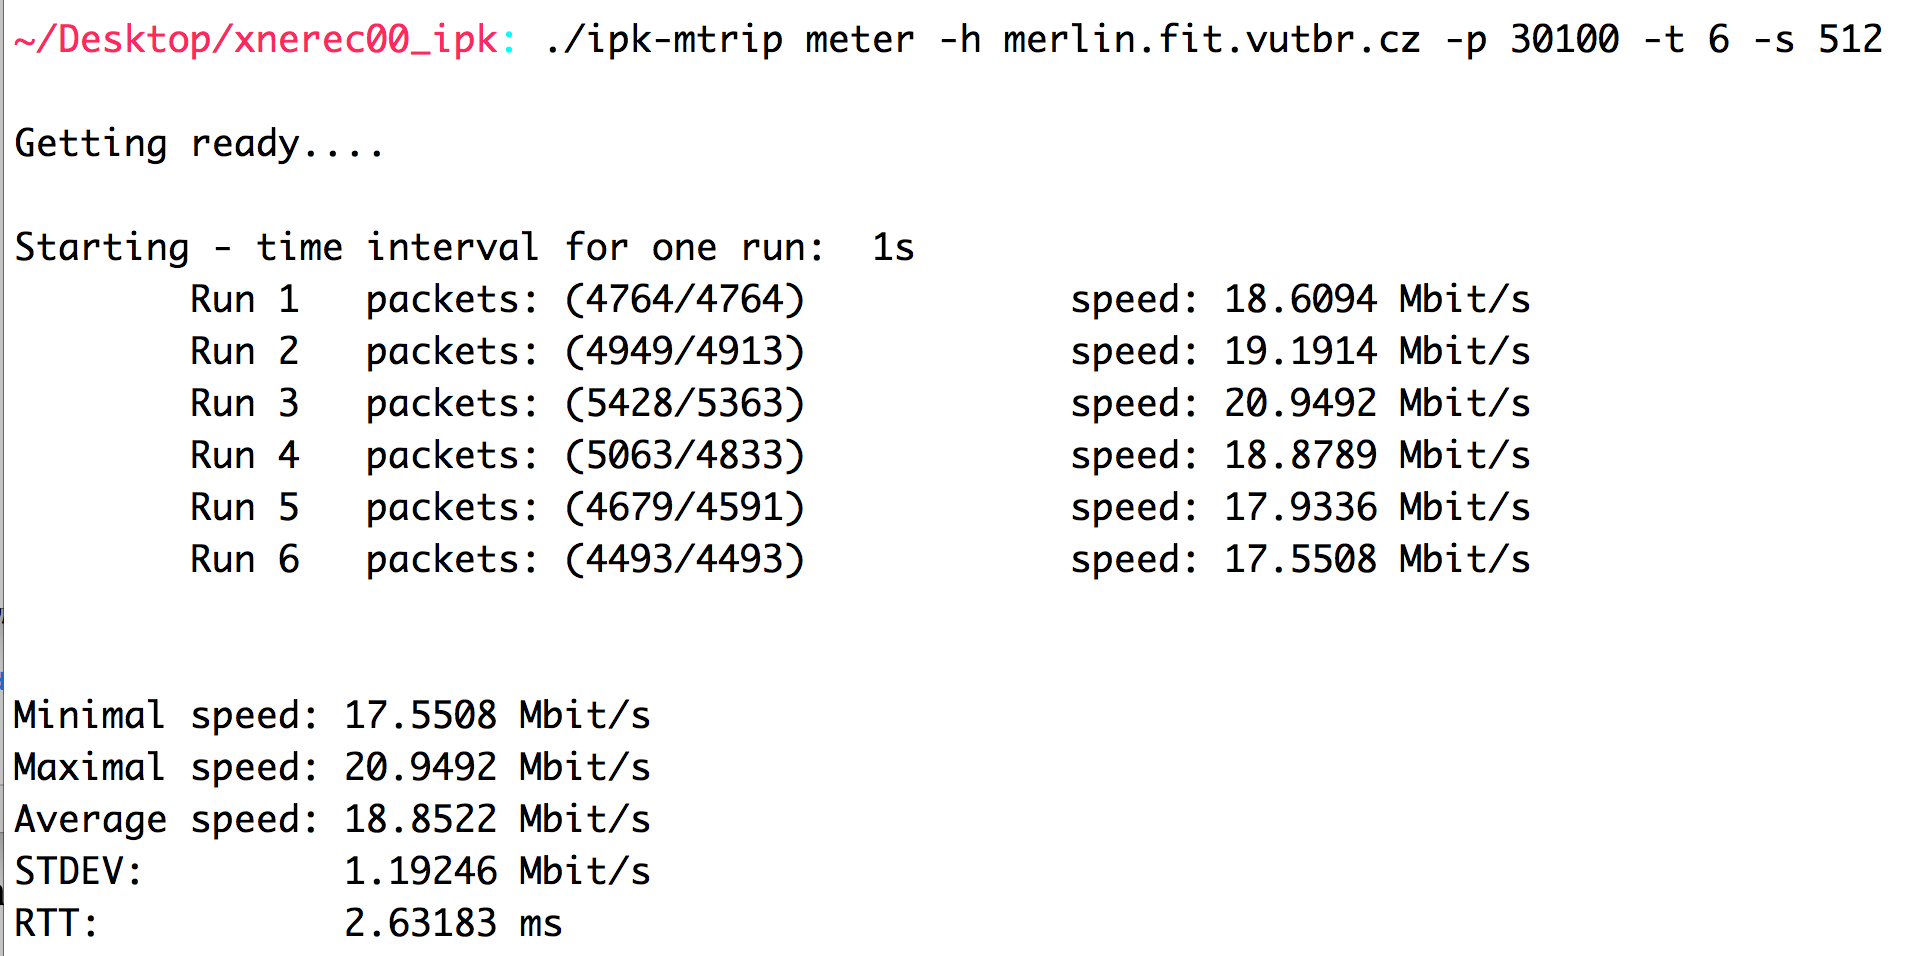 ~/Desktop/xnerec00_ipk: ./ipk-mtrip meter -h merlin.fit.vutbr.cz -p 30100 -t 6 -s 512
Getting ready....
Starting - time interval for one run:  1s
Run 1   packets: (4764/4764)            speed: 18.6094 Mbit/s
Run 2   packets: (4949/4913)            speed: 19.1914 Mbit/s
Run 3   packets: (5428/5363)            speed: 20.9492 Mbit/s
Run 4   packets: (5063/4833)            speed: 18.8789 Mbit/s
Run 5   packets: (4679/4591)            speed: 17.9336 Mbit/s
Run 6   packets: (4493/4493)            speed: 17.5508 Mbit/s
Minimal speed: 17.5508 Mbit/s
Maximal speed: 20.9492 Mbit/s
Average speed: 18.8522 Mbit/s
STDEV:         1.19246 Mbit/s
RTT:           2.63183 ms